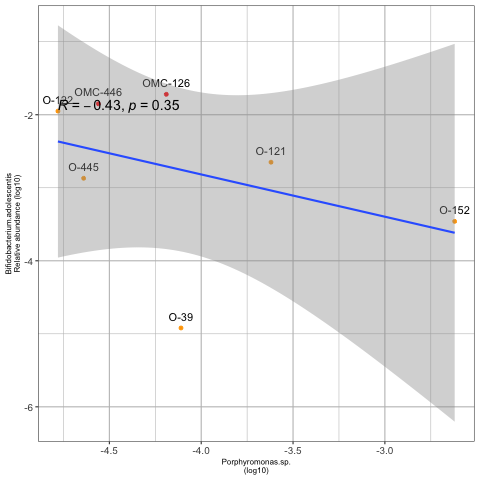 OMC-126
OMC-446
R = − 0.43, p = 0.35
O-121
O-445
O-152
O-39
-2
-4
-6
-4.5
-4.0
-3.5
-3.0
Porphyromonas.sp.
(log10)
Bifidobacterium.adolescentis
Relative abundance (log10)